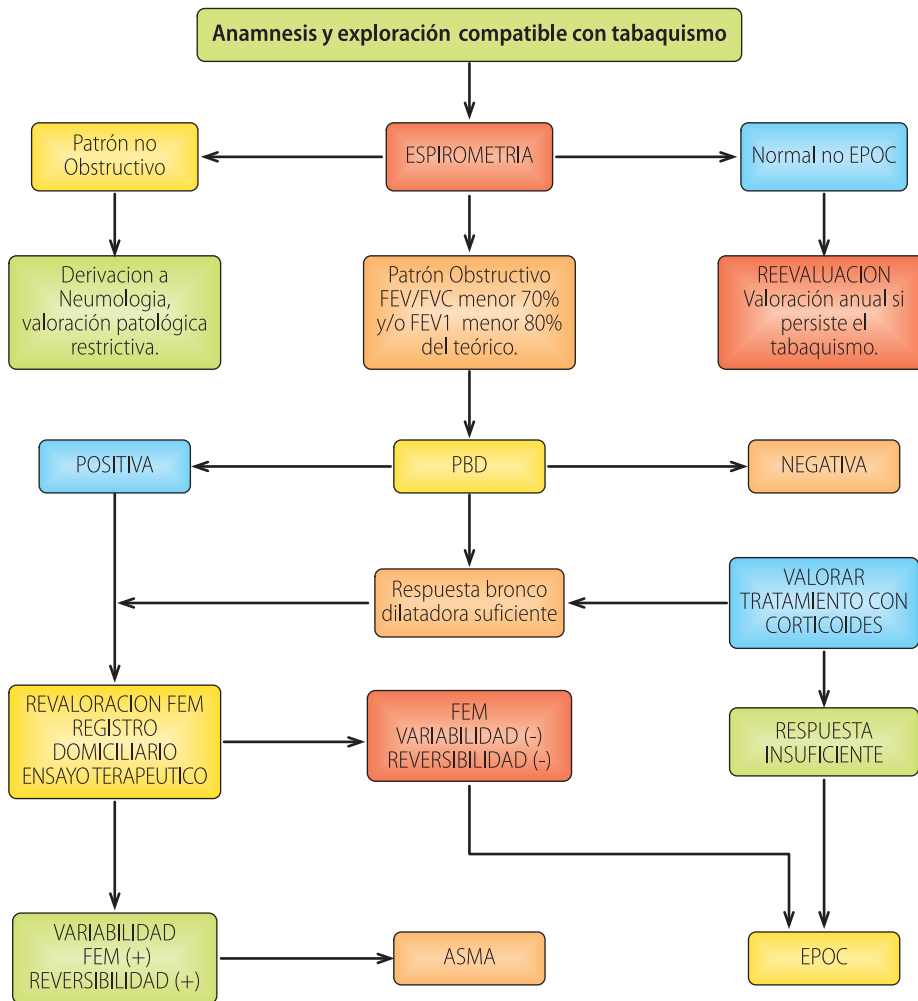 Anamnesis y exploración compatible con tabaquismo
Patrón no
Obstructivo
ESPIROMETRIA
Normal no EPOC
Derivacion a
Neumologia,
valoración patológica
restrictiva.
Patrón Obstructivo
FEV/FVC menor 70%
y/o FEV1 menor 80%
del teórico.
REEVALUACION
Valoración anual si
persiste el
tabaquismo.
POSITIVA
PBD
NEGATIVA
Respuesta bronco
dilatadora suficiente
VALORAR
TRATAMIENTO CON
CORTICOIDES
REVALORACION FEM
REGISTRO
DOMICILIARIO
ENSAYO TERAPEUTICO
FEM
VARIABILIDAD (-)
REVERSIBILIDAD (-)
RESPUESTA
INSUFICIENTE
VARIABILIDAD
FEM (+)
REVERSIBILIDAD (+)
ASMA
EPOC